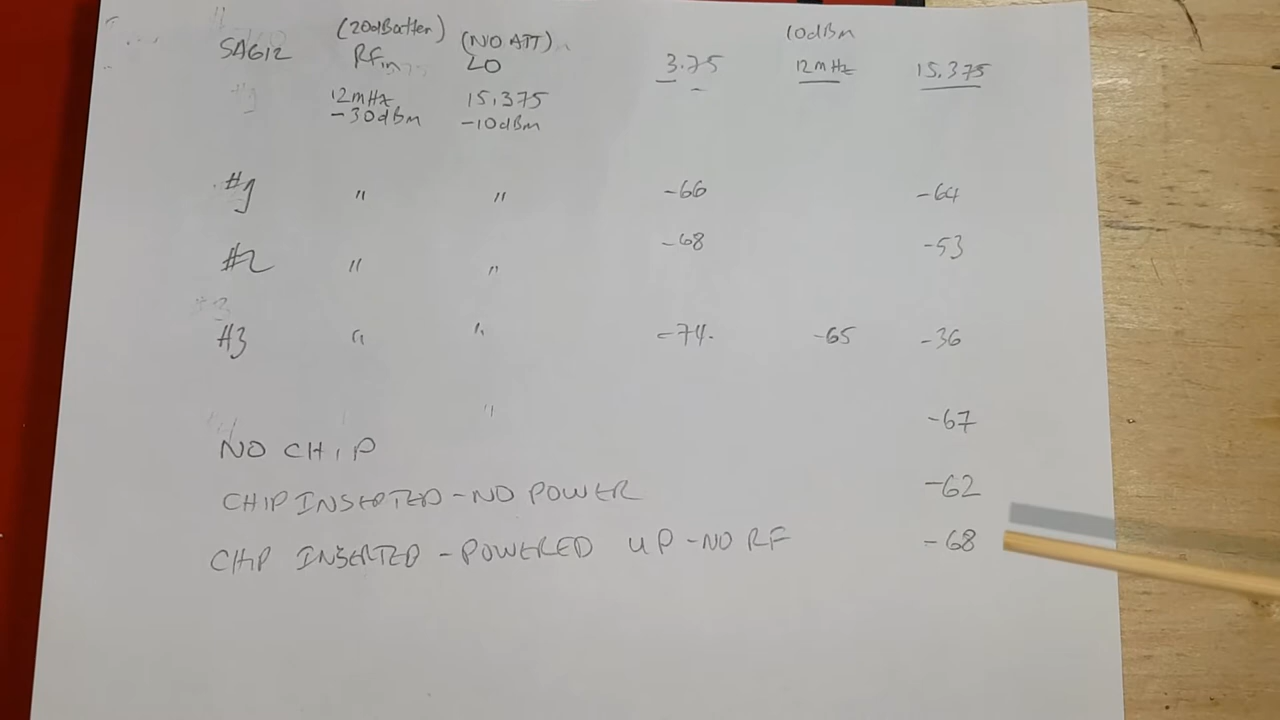 (20dB atten) (NO ATT) 10dBm
SA612 RFin LO 3.75 12mHz 15.375
12mHz 15.375
-30dBm -10dBm
#1 " " -66 -64
#2 " " -68 -53
#3 " " -74. -65 -36
" -67
NO CHIP
CHIP INSERTED - NO POWER -62
CHIP INSERTED - POWERED UP - NO RF -68